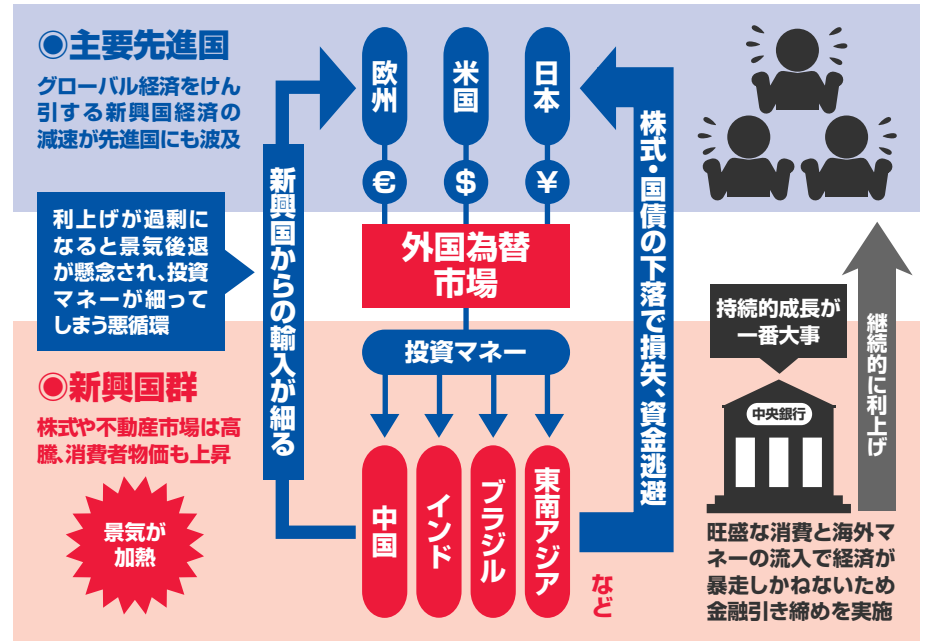 ◉主要先進国
グローバル経済をけん
引する新興国経済の
減速が先進国にも波及
欧州
米国
日本
€
$
¥
外国為替
市場
投資マネー
新興国からの輸入が細る
株式・国債の下落で損失、資金逃避
利上げが過剰に
なると景気後退
が懸念され、投資
マネーが細って
しまう悪循環
◉新興国群
株式や不動産市場は高
騰、消費者物価も上昇
景気が
加熱
中国
インド
ブラジル
東南アジア
など
持続的成長が
一番大事
中央銀行
継続的に利上げ
旺盛な消費と海外マ
ネーの流入で経済が
暴走しかねないため
金融引き締めを実施